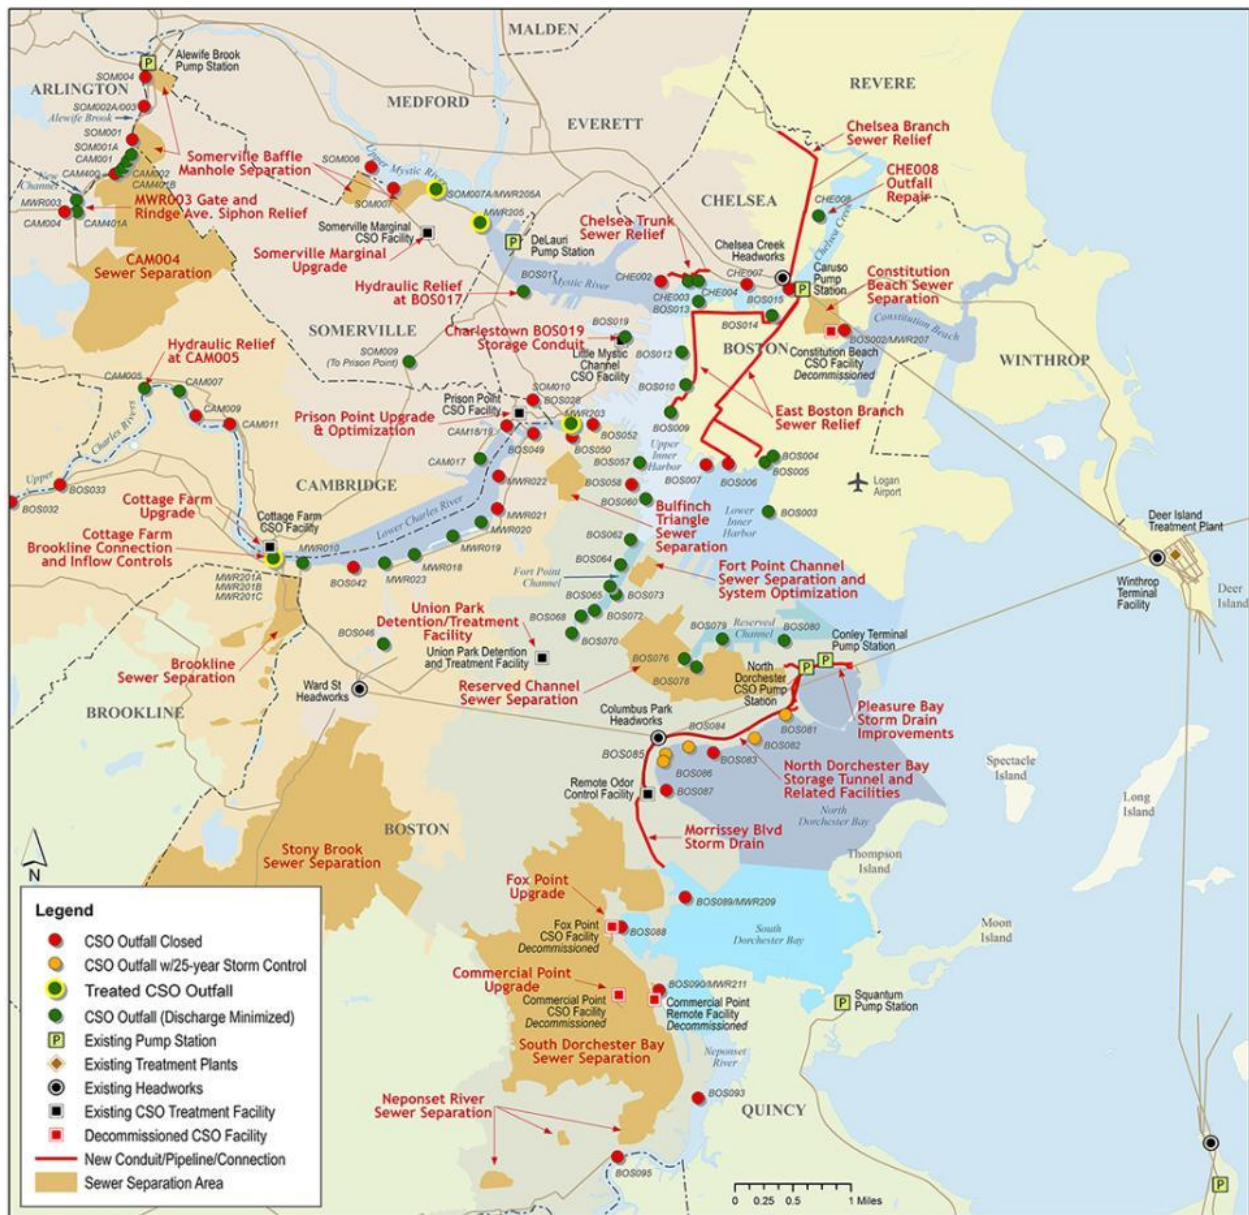 MALDEN
Alewife Brook
Pump Station
SOM004
ARLINGTON
REVERE
SOM002A/003
Alewife Brook
MEDFORD
EVERETT
Chelsea Branch
Sewer Relief
SOM001
SOM001A
CAM001
CAM400
CAM002
CAM401B
Somerville Baffle
Manhole Separation
SOM006
Upper Mystic River
SOM007
SOM007A/MWR205A
CHE008
Outfall
Repair
New
Channel
MWR003
CAM004
CAM401A
MWR003 Gate and
Rindge Ave. Siphon Relief
MWR205
CHELSEA
CHE008
Chelsea Creek
Chelsea Trunk
Sewer Relief
Somerville Marginal
CSO Facility
Somerville Marginal
Upgrade
DeLauri
Pump Station
Chelsea Creek
Headworks
CAM004
Sewer Separation
BOS017
Mystic River
CHE002
CHE003
CHE004
CHE007
BOS013
BOS015
Caruso
Pump
Station
Constitution
Beach Sewer
Separation
Hydraulic Relief
at BOS017
Constitution Beach
SOMERVILLE
Charlestown BOS019
Storage Conduit
BOS019
BOS014
BOSTON
BOS002/MWR207
Constitution Beach
CSO Facility
Decommissioned
WINTHROP
Hydraulic Relief
at CAM005
SOM009
(To Prison Point)
Little Mystic
Channel
CSO Facility
BOS012
CAM005
CAM007
BOS010
SOM010
BOS028
Prison Point
CSO Facility
MWR203
East Boston Branch
Sewer Relief
CAM009
CAM011
Charles Rivers
Upper
Prison Point Upgrade
& Optimization
CAM18/19
BOS049
BOS050
BOS052
BOS009
Upper
Inner
Harbor
BOS004
BOS005
BOS057
BOS007
BOS006
CAM017
BOS033
BOS032
CAMBRIDGE
MWR022
BOS058
BOS060
Logan
Airport
Cottage Farm
Upgrade
Lower Charles River
MWR021
MWR020
Bulfinch
Triangle
Sewer
Separation
Lower
Inner
Harbor
BOS003
Deer Island
Treatment Plant
Cottage Farm
CSO Facility
Cottage Farm
Brookline Connection
and Inflow Controls
MWR010
MWR019
MWR018
MWR023
BOS042
BOS062
BOS064
Fort Point
Channel
Fort Point Channel
Sewer Separation and
System Optimization
MWR201A
MWR201B
MWR201C
BOS065
BOS073
BOS072
BOS068
BOS070
Winthrop
Terminal
Facility
Deer
Island
Union Park
Detention/Treatment
Facility
BOS046
Union Park Detention
and Treatment Facility
BOS079
Reserved
Channel
BOS080
Conley Terminal
Pump Station
BOS076
BOS078
Brookline
Sewer Separation
Ward St
Headworks
Reserved Channel
Sewer Separation
North
Dorchester
CSO Pump
Station
BROOKLINE
Columbus Park
Headworks
BOS084
BOS081
BOS082
Pleasure Bay
Storm Drain
Improvements
BOS085
BOS086
BOS083
BOS087
North Dorchester Bay
Storage Tunnel and
Related Facilities
Spectacle
Island
Remote Odor
Control Facility
Long
Island
North
Dorchester Bay
BOSTON
Morrissey Blvd
Storm Drain
Thompson
Island
Stony Brook
Sewer Separation
N
Fox Point
Upgrade
BOS089/MWR209
Fox Point
CSO Facility
Decommissioned
BOS088
South
Dorchester Bay
Moon
Island
Commercial Point
Upgrade
BOS090/MWR211
Commercial Point
CSO Facility
Decommissioned
Commercial Point
Remote Facility
Decommissioned
Squantum
Pump Station
South Dorchester Bay
Sewer Separation
Neponset
River
Neponset River
Sewer Separation
BOS093
QUINCY
BOS095
0 0.25 0.5 1 Miles
Legend
CSO Outfall Closed
CSO Outfall w/25-year Storm Control
Treated CSO Outfall
CSO Outfall (Discharge Minimized)
P Existing Pump Station
Existing Treatment Plants
Existing Headworks
Existing CSO Treatment Facility
Decommissioned CSO Facility
New Conduit/Pipeline/Connection
Sewer Separation Area